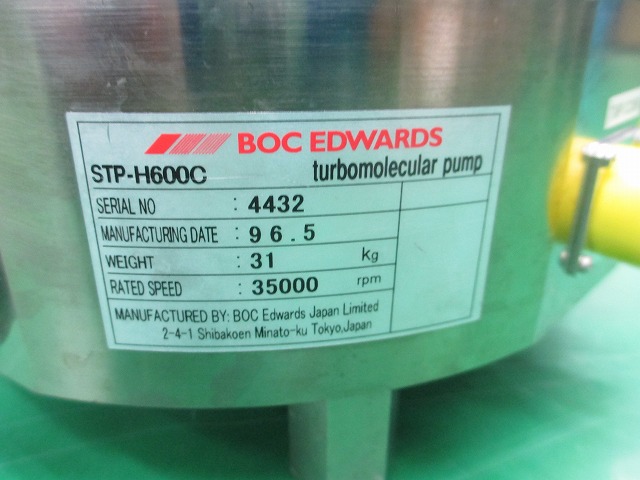 BOC EDWARDS
STP-H600C turbomolecular pump
SERIAL NO : 4432
MANUFACTURING DATE : 96.5
WEIGHT : 31 kg
RATED SPEED : 35000 rpm
MANUFACTURED BY: BOC Edwards Japan Limited
2-4-1 Shibakoen Minato-ku Tokyo,Japan